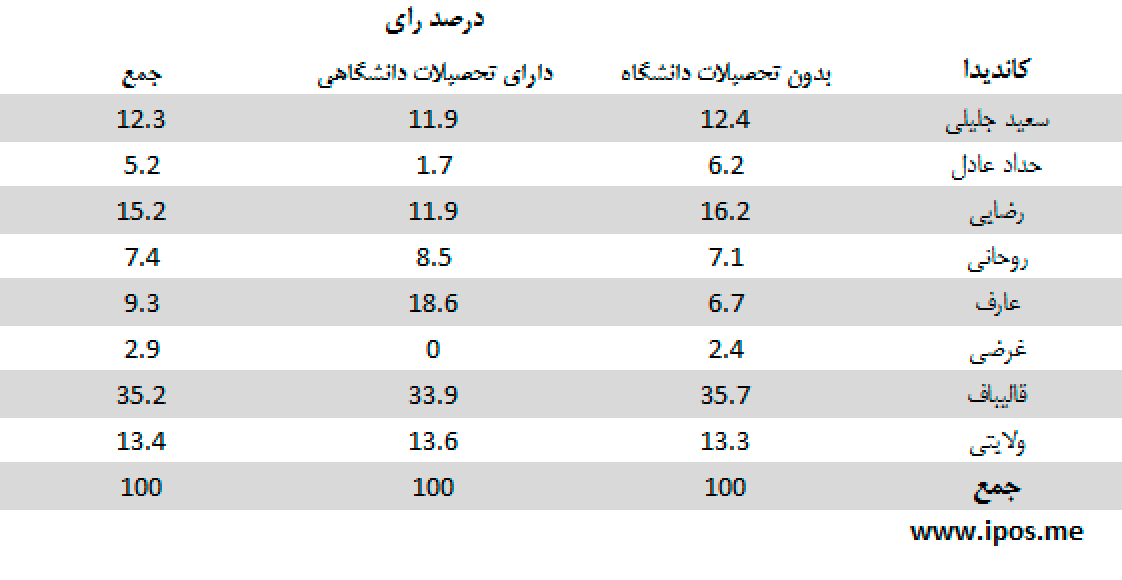 درصد رای
کاندیدا بدون تحصیلات دانشگاه دارای تحصیلات دانشگاهی جمع
سعید جلیلی 12.4 11.9 12.3
حداد عادل 6.2 1.7 5.2
رضایی 16.2 11.9 15.2
روحانی 7.1 8.5 7.4
عارف 6.7 18.6 9.3
غرضی 2.4 0 2.9
قالیباف 35.7 33.9 35.2
ولایتی 13.3 13.6 13.4
جمع 100 100 100
www.ipos.me